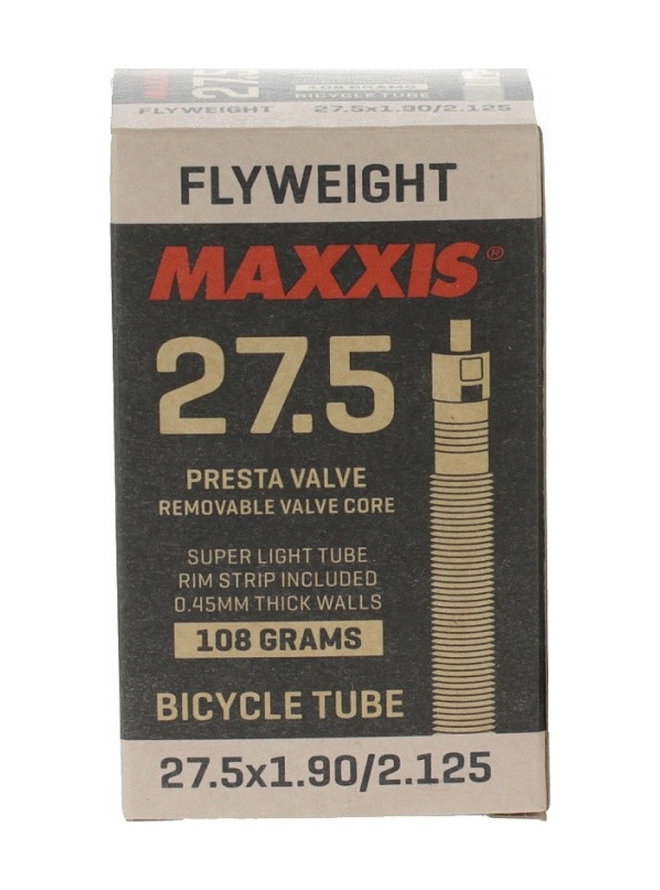 27.5
108 GRAMS
BICYCLE TUBE
FLYWEIGHT
27.5x1.90/2.125
FLYWEIGHT
MAXXIS®
27.5
PRESTA VALVE
REMOVABLE VALVE CORE
SUPER LIGHT TUBE
RIM STRIP INCLUDED
0.45MM THICK WALLS
108 GRAMS
BICYCLE TUBE
27.5x1.90/2.125